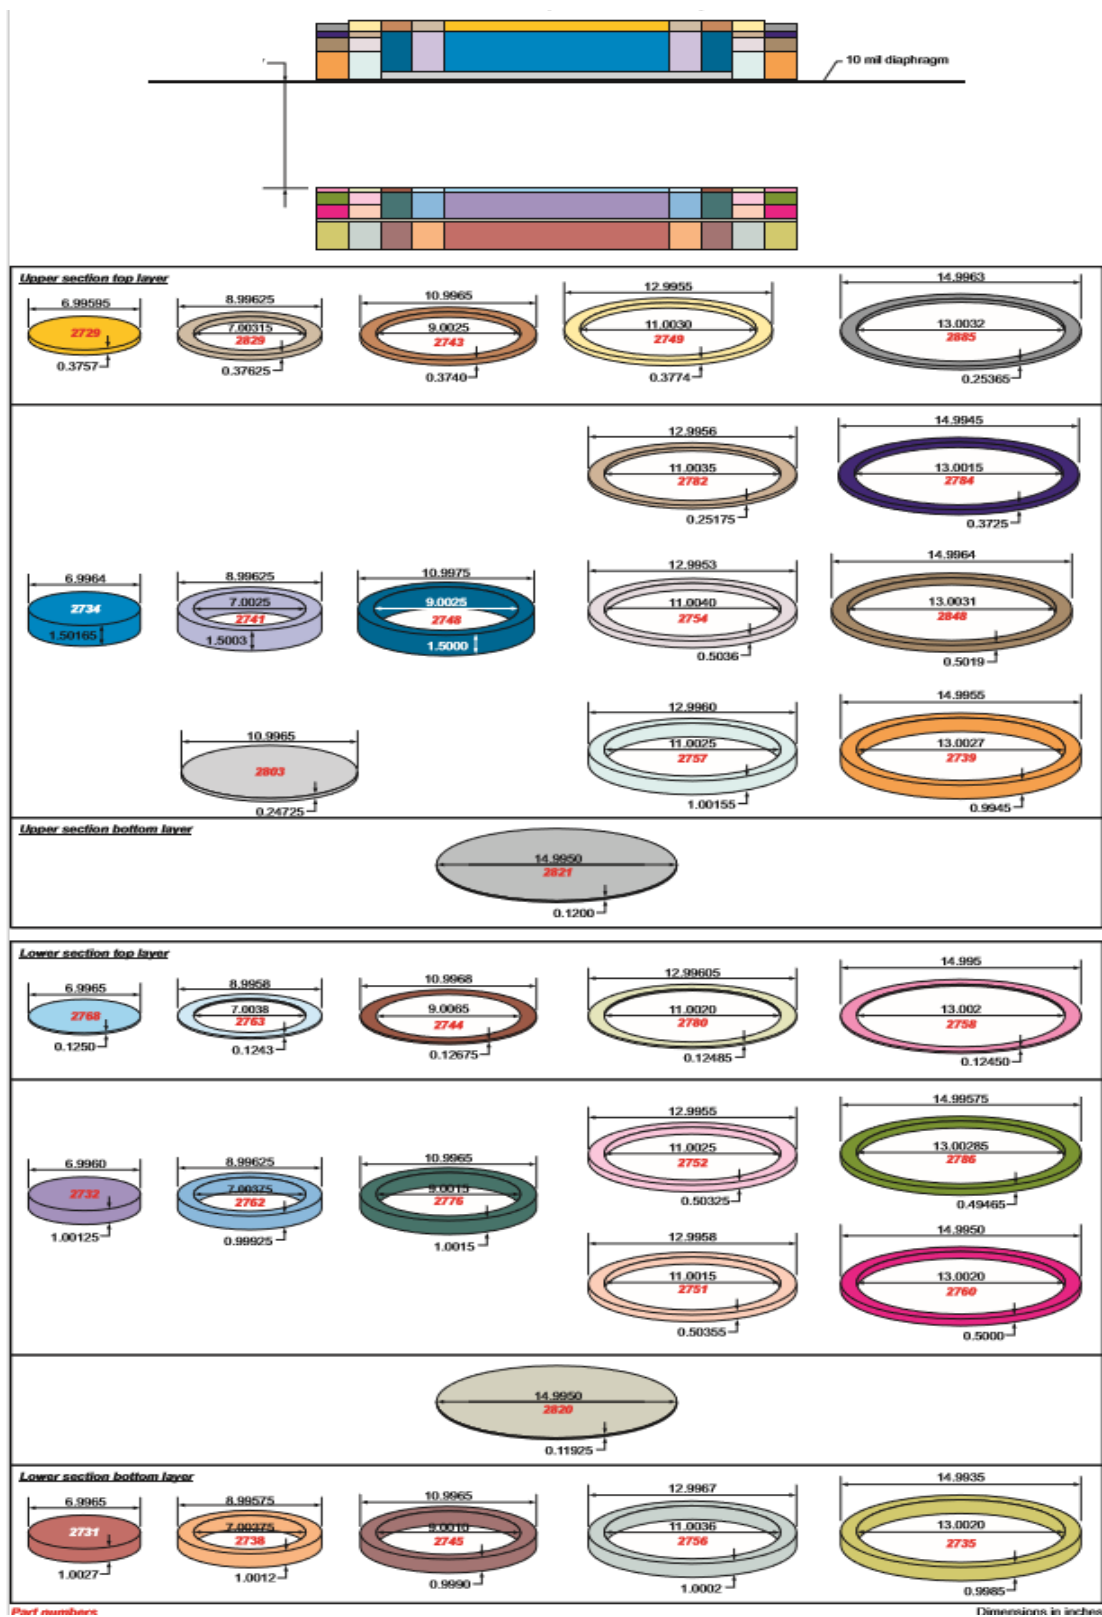 10 mil diaphragm
Upper section top layer
6.99595 8.99625 10.9965 12.9955 14.9963
2729 7.00315 9.0025 11.0030 13.0032
2829 2743 2749 2885
0.3757 0.37625 0.3740 0.3774 0.25365
12.9956 14.9945
11.0035 13.0015
2782 2784
0.25175 0.3725
6.9964 8.99625 10.9975 12.9953 14.9964
2734 7.0025 9.0025 11.0040 13.0031
2741 2748 2754 2848
1.50165 1.5003 1.5000 0.5036 0.5019
10.9965 12.9960 14.9955
2803 11.0025 13.0027
2757 2739
0.24725 1.00155 0.9945
Upper section bottom layer
14.9950
2821
0.1200
Lower section top layer
6.9965 8.9958 10.9968 12.99605 14.995
2768 7.0038 9.0065 11.0020 13.002
2763 2744 2780 2758
0.1250 0.1243 0.12675 0.12485 0.12450
12.9955 14.99575
11.0025 13.00285
2752 2786
0.50325 0.49465
6.9960 8.99625 10.9965
2732 7.00375 9.0015
2762 2776
1.00125 0.99925 1.0015
12.9958 14.9950
11.0015 13.0020
2751 2760
0.50355 0.5000
14.9950
2820
0.11925
Lower section bottom layer
6.9965 8.99575 10.9965 12.9967 14.9935
2731 7.00375 9.0010 11.0036 13.0020
2738 2745 2756 2735
1.0027 1.0012 0.9990 1.0002 0.9985
Part numbers Dimensions in inches